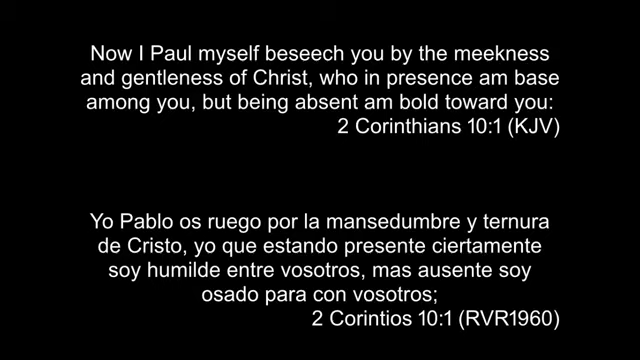 Now I Paul myself beseech you by the meekness
and gentleness of Christ, who in presence am base
among you, but being absent am bold toward you:
2 Corinthians 10:1 (KJV)
Yo Pablo os ruego por la mansedumbre y ternura
de Cristo, yo que estando presente ciertamente
soy humilde entre vosotros, mas ausente soy
osado para con vosotros;
2 Corintios 10:1 (RVR1960)